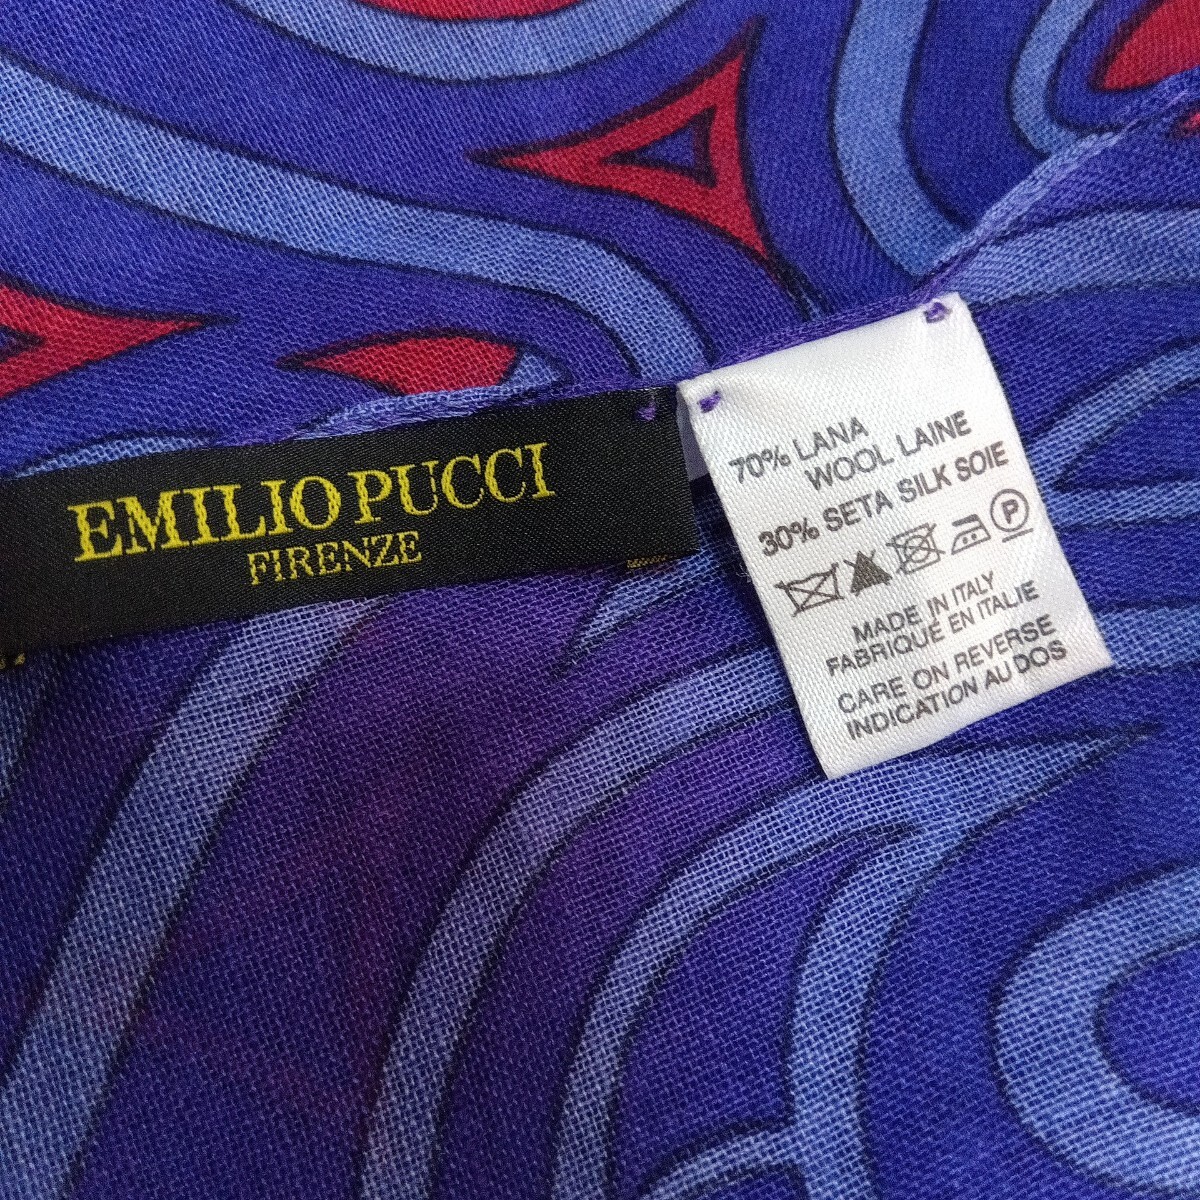 EMILIO PUCCI
FIRENZE
70% LANA
WOOL LAINE
30% SETA SILK SOIE
P
MADE IN ITALY
FABRIQUÉ EN ITALIE
CARE ON REVERSE
INDICATION AU DOS